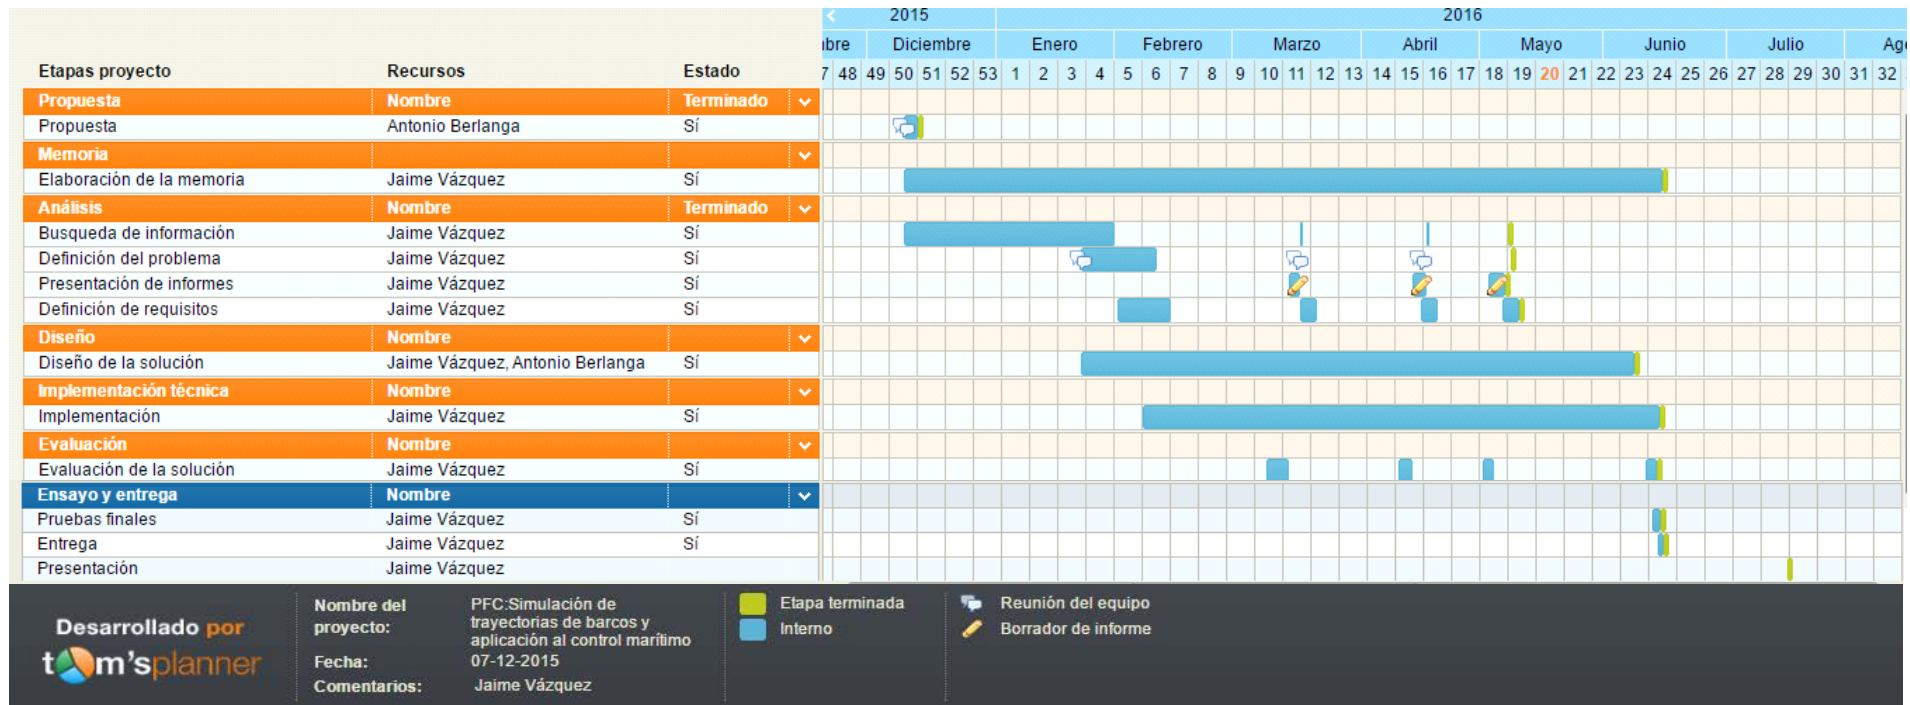 2015 2016
bre Diciembre Enero Febrero Marzo Abril Mayo Junio Julio Ag
Etapas proyecto Recursos Estado 7 48 49 50 51 52 53 1 2 3 4 5 6 7 8 9 10 11 12 13 14 15 16 17 18 19 20 21 22 23 24 25 26 27 28 29 30 31 32
Propuesta Nombre Terminado
Propuesta Antonio Berlanga Sí
Memoria
Elaboración de la memoria Jaime Vázquez Sí
Análisis Nombre Terminado
Busqueda de información Jaime Vázquez Sí
Definición del problema Jaime Vázquez Sí
Presentación de informes Jaime Vázquez Sí
Definición de requisitos Jaime Vázquez Sí
Diseño Nombre
Diseño de la solución Jaime Vázquez, Antonio Berlanga Sí
Implementación técnica Nombre
Implementación Jaime Vázquez Sí
Evaluación Nombre
Evaluación de la solución Jaime Vázquez Sí
Ensayo y entrega Nombre
Pruebas finales Jaime Vázquez Sí
Entrega Jaime Vázquez Sí
Presentación Jaime Vázquez
Desarrollado por
tom'splanner
Nombre del
proyecto:
PFC:Simulación de
trayectorias de barcos y
aplicación al control marítimo
Fecha: 07-12-2015
Comentarios: Jaime Vázquez
Etapa terminada
Interno
Reunión del equipo
Borrador de informe